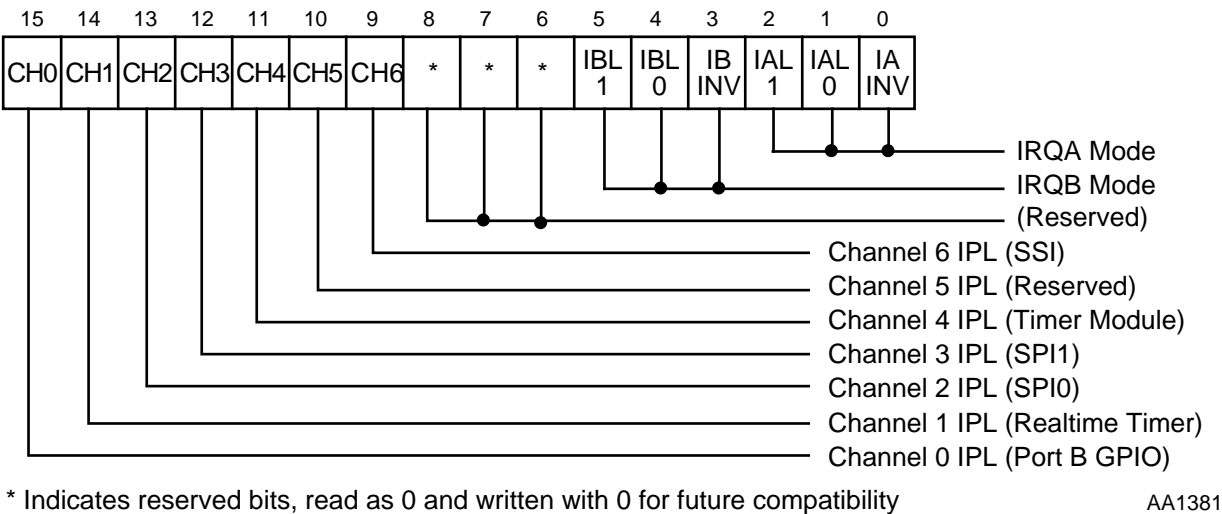 15 14 13 12 11 10 9 8 7 6 5 4 3 2 1 0
CH0 CH1 CH2 CH3 CH4 CH5 CH6 * * * IBL 1 IBL 0 IB INV IAL 1 IAL 0 IA INV
IRQA Mode
IRQB Mode
(Reserved)
Channel 6 IPL (SSI)
Channel 5 IPL (Reserved)
Channel 4 IPL (Timer Module)
Channel 3 IPL (SPI1)
Channel 2 IPL (SPI0)
Channel 1 IPL (Realtime Timer)
Channel 0 IPL (Port B GPIO)
* Indicates reserved bits, read as 0 and written with 0 for future compatibility
AA1381